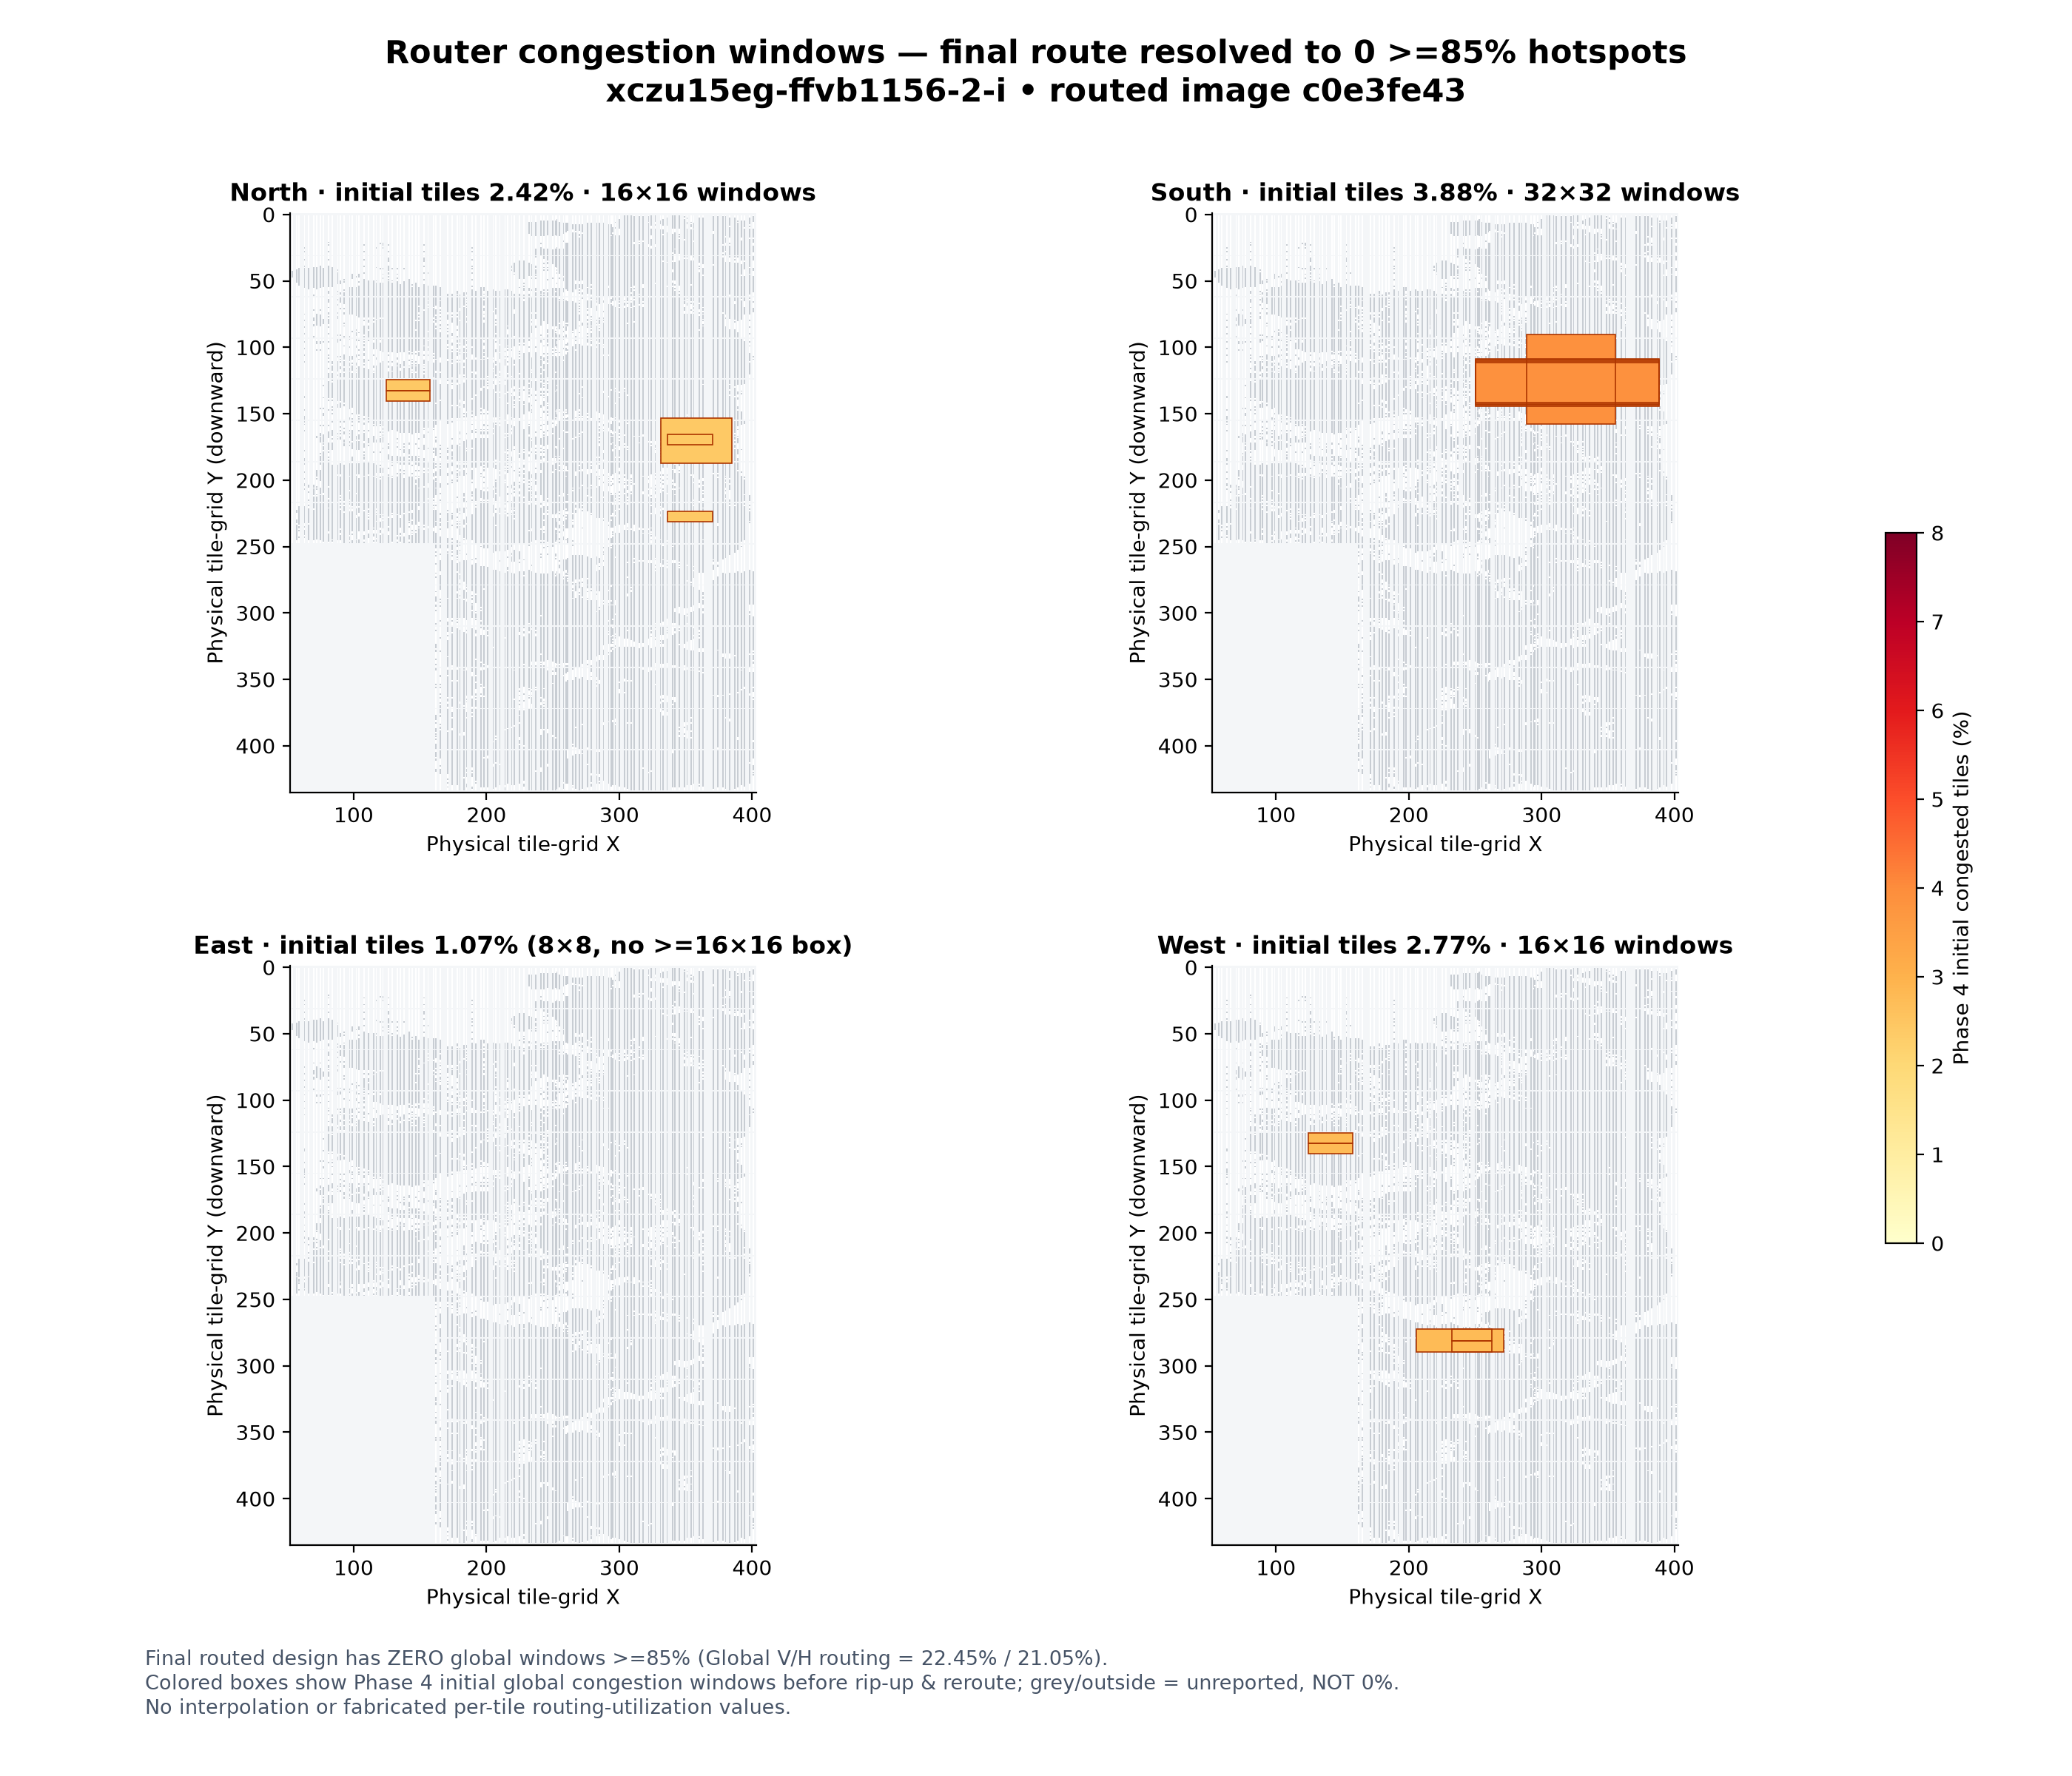 Router congestion windows — final route resolved to 0 >=85% hotspots
xczu15eg-ffvb1156-2-i • routed image c0e3fe43
North · initial tiles 2.42% · 16×16 windows
0
50
100
150
200
250
300
350
400
Physical tile-grid Y (downward)
100 200 300 400
Physical tile-grid X
South · initial tiles 3.88% · 32×32 windows
0
50
100
150
200
250
300
350
400
Physical tile-grid Y (downward)
100 200 300 400
Physical tile-grid X
East · initial tiles 1.07% (8×8, no >=16×16 box)
0
50
100
150
200
250
300
350
400
Physical tile-grid Y (downward)
100 200 300 400
Physical tile-grid X
West · initial tiles 2.77% · 16×16 windows
0
50
100
150
200
250
300
350
400
Physical tile-grid Y (downward)
100 200 300 400
Physical tile-grid X
8
7
6
5
4
3
2
1
0
Phase 4 initial congested tiles (%)
Final routed design has ZERO global windows >=85% (Global V/H routing = 22.45% / 21.05%).
Colored boxes show Phase 4 initial global congestion windows before rip-up & reroute; grey/outside = unreported, NOT 0%.
No interpolation or fabricated per-tile routing-utilization values.